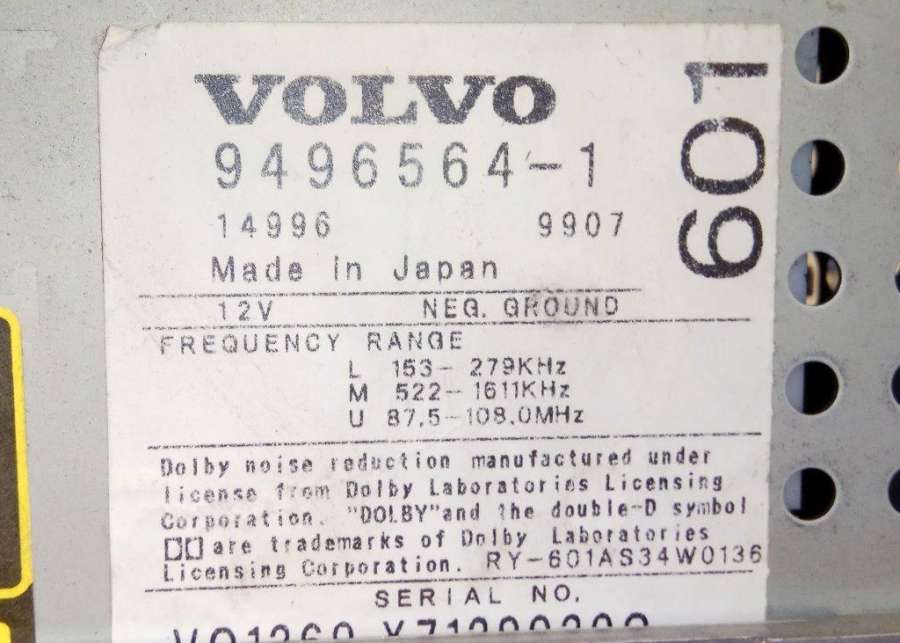 VOLVO
9496564-1
601
14996 9907
Made in Japan
12V NEG. GROUND
FREQUENCY RANGE
L 153- 279KHz
M 522-1611KHz
U 87.5-108.0MHz
Dolby noise reduction manufactured under
license from Dolby Laboratories Licensing
Corporation. "DOLBY"and the double-D symbol
are trademarks of Dolby Laboratories
Licensing Corporation. RY-601AS34W0136
SERIAL NO.